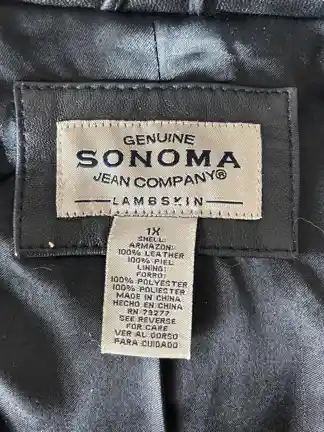 GENUINE
SONOMA
JEAN COMPANY®
LAMBSKIN
1X
SHELL:
ARMAZON:
100% LEATHER
100% PIEL
LINING:
FORRO:
100% POLYESTER
100% POLIESTER
MADE IN CHINA
HECHO EN CHINA
RN 73277
SEE REVERSE
FOR CARE
VER AL DORSO
PARA CUIDADO